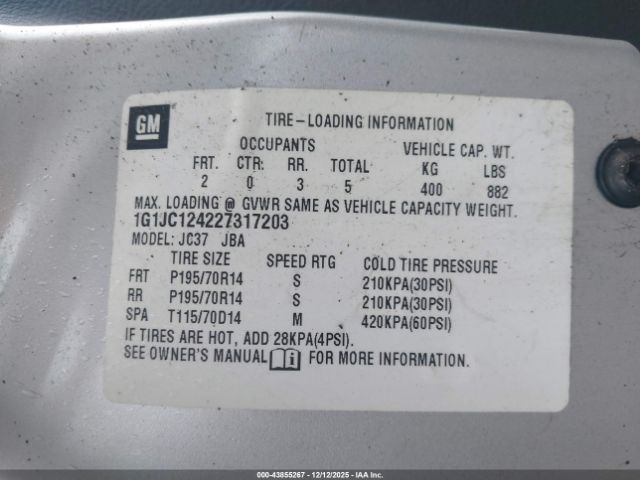 GM
TIRE-LOADING INFORMATION
OCCUPANTS VEHICLE CAP. WT.
FRT. CTR. RR. TOTAL KG LBS
2 0 3 5 400 882
MAX. LOADING @ GVWR SAME AS VEHICLE CAPACITY WEIGHT.
1G1JC124227317203
MODEL: JC37 JBA
TIRE SIZE SPEED RTG COLD TIRE PRESSURE
FRT P195/70R14 S 210KPA(30PSI)
RR P195/70R14 S 210KPA(30PSI)
SPA T115/70D14 M 420KPA(60PSI)
IF TIRES ARE HOT, ADD 28KPA(4PSI).
SEE OWNER'S MANUAL i FOR MORE INFORMATION.
000-43855267 - 12/12/2025 - IAAI.COM